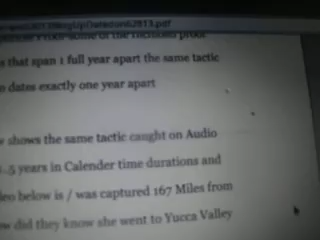 s that span 1 full year apart the same tactic
o dates exactly one year apart
w shows the same tactic caught on Audio
.5 years in Calender time durations and
eo below is / was captured 167 Miles from
ow did they know she went to Yucca Valley